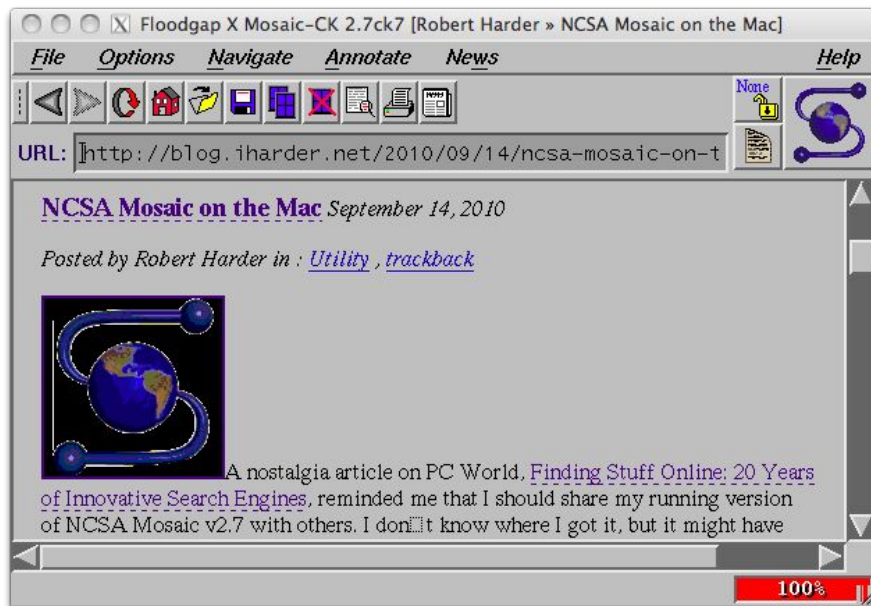 Floodgap X Mosaic-CK 2.7ck7 [Robert Harder » NCSA Mosaic on the Mac]
File Options Navigate Annotate News Help
None
URL: http://blog.iharder.net/2010/09/14/ncsa-mosaic-on-t
NCSA Mosaic on the Mac September 14, 2010
Posted by Robert Harder in : Utility , trackback
A nostalgia article on PC World, Finding Stuff Online: 20 Years
of Innovative Search Engines, reminded me that I should share my running version
of NCSA Mosaic v2.7 with others. I don□t know where I got it, but it might have
100%